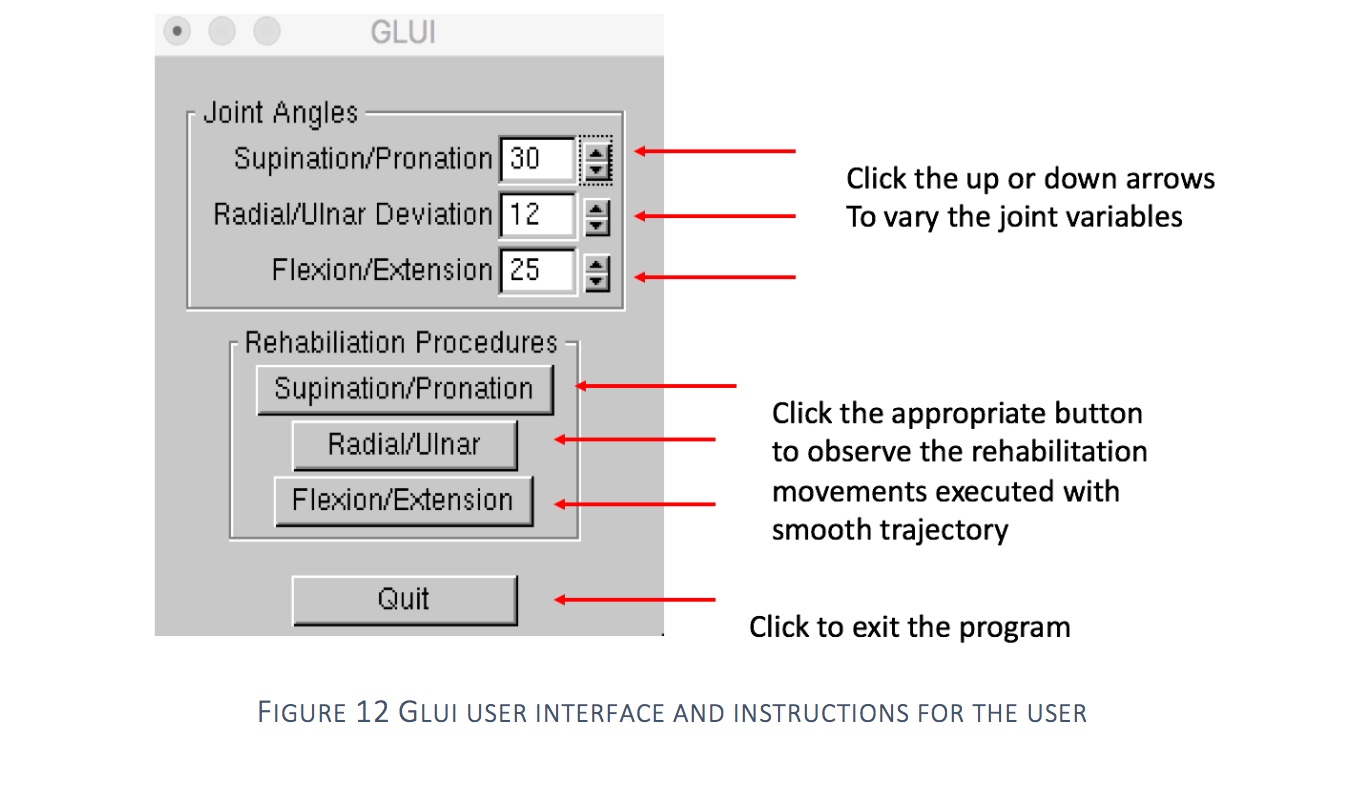 GLUI
Joint Angles
Supination/Pronation 30
Radial/Ulnar Deviation 12
Flexion/Extension 25
Click the up or down arrows
To vary the joint variables
Rehabiliation Procedures
Supination/Pronation
Radial/Ulnar
Flexion/Extension
Click the appropriate button
to observe the rehabilitation
movements executed with
smooth trajectory
Quit
Click to exit the program
FIGURE 12 GLUI USER INTERFACE AND INSTRUCTIONS FOR THE USER